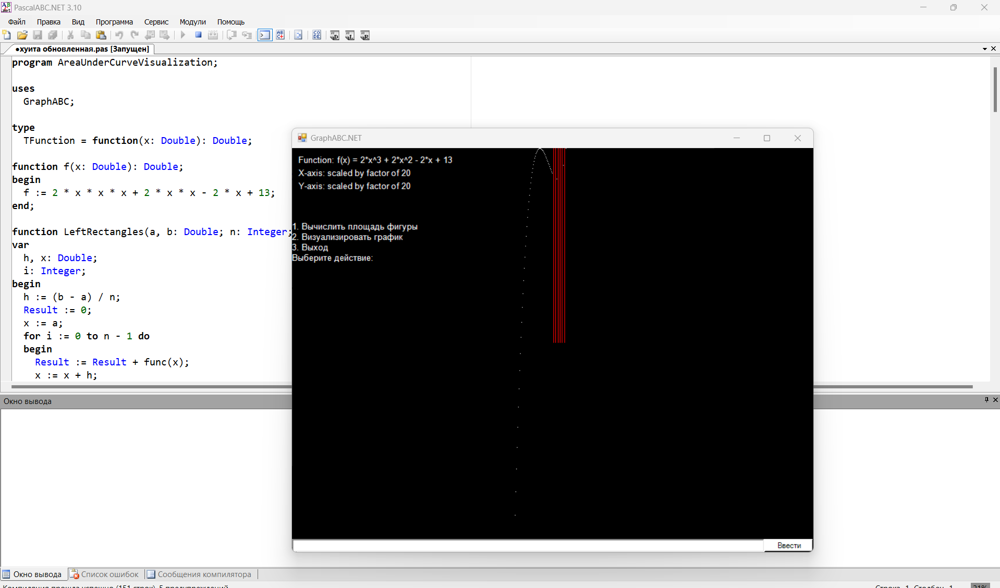 PascalABC.NET 3.10
Файл Правка Вид Программа Сервис Модули Помощь
•хуита обновленная.pas [Запущен]
program AreaUnderCurveVisualization;
uses
GraphABC;
type
TFunction = function(x: Double): Double;
function f(x: Double): Double;
begin
f := 2 * x * x * x + 2 * x * x - 2 * x + 13;
end;
function LeftRectangles(a, b: Double; n: Integer;
var
h, x: Double;
i: Integer;
begin
h := (b - a) / n;
Result := 0;
x := a;
for i := 0 to n - 1 do
begin
Result := Result + func(x);
x := x + h;
GraphABC.NET
Function: f(x) = 2*x^3 + 2*x^2 - 2*x + 13
X-axis: scaled by factor of 20
Y-axis: scaled by factor of 20
1. Вычислить площадь фигуры
2. Визуализировать график
3. Выход
Выберите действие:
Ввести
Окно вывода
Окно вывода Список ошибок Сообщения компилятора
Компиляция прошла успешно (151 строк), 5 предупреждений Строка 1 Столбец 1 21%